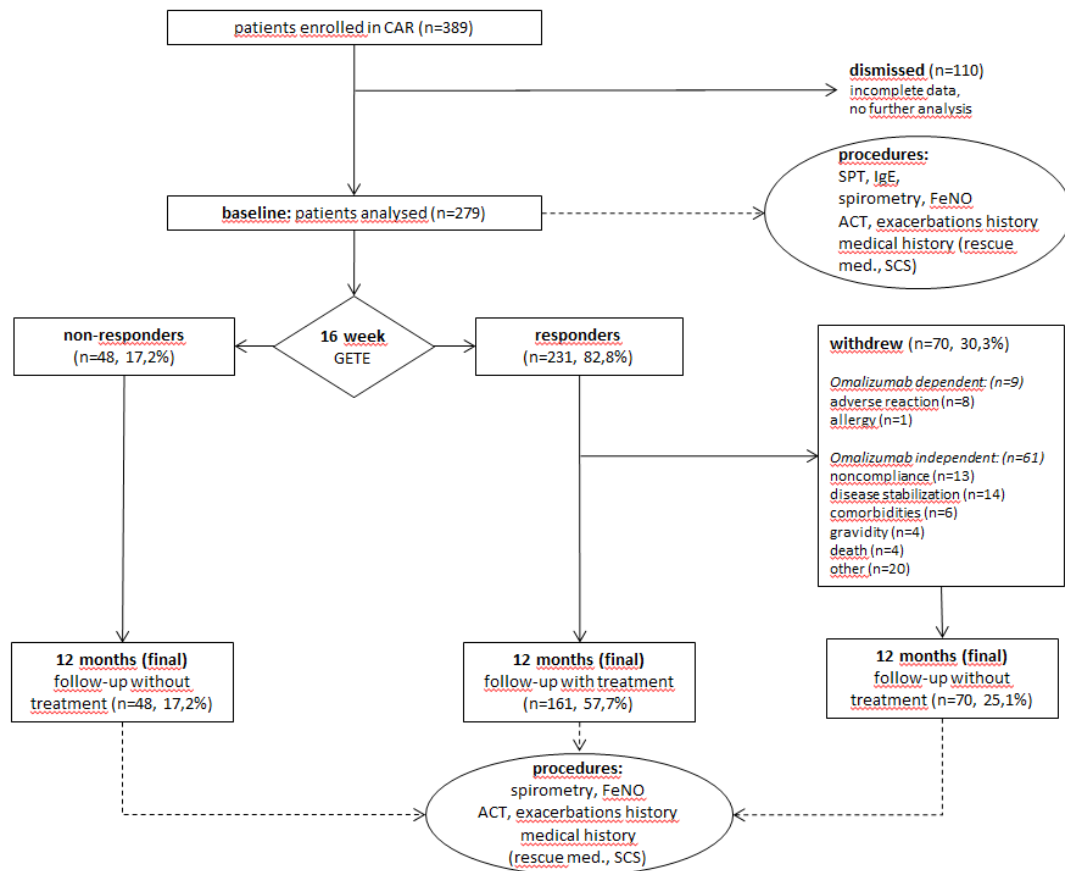 patients enrolled in CAR (n=389)
dismissed (n=110)
incomplete data,
no further analysis
procedures:
SPT, IgE,
spirometry, FeNO
ACT, exacerbations history
medical history (rescue
med., SCS)
baseline: patients analysed (n=279)
16 week
GETE
non-responders
(n=48, 17,2%)
responders
(n=231, 82,8%)
withdrew (n=70, 30,3%)
Omalizumab dependent: (n=9)
adverse reaction (n=8)
allergy (n=1)
Omalizumab independent: (n=61)
noncompliance (n=13)
disease stabilization (n=14)
comorbidities (n=6)
gravidity (n=4)
death (n=4)
other (n=20)
12 months (final)
follow-up without
treatment (n=48, 17,2%)
12 months (final)
follow-up with treatment
(n=161, 57,7%)
12 months (final)
follow-up without
treatment (n=70, 25,1%)
procedures:
spirometry, FeNO
ACT, exacerbations history
medical history
(rescue med., SCS)